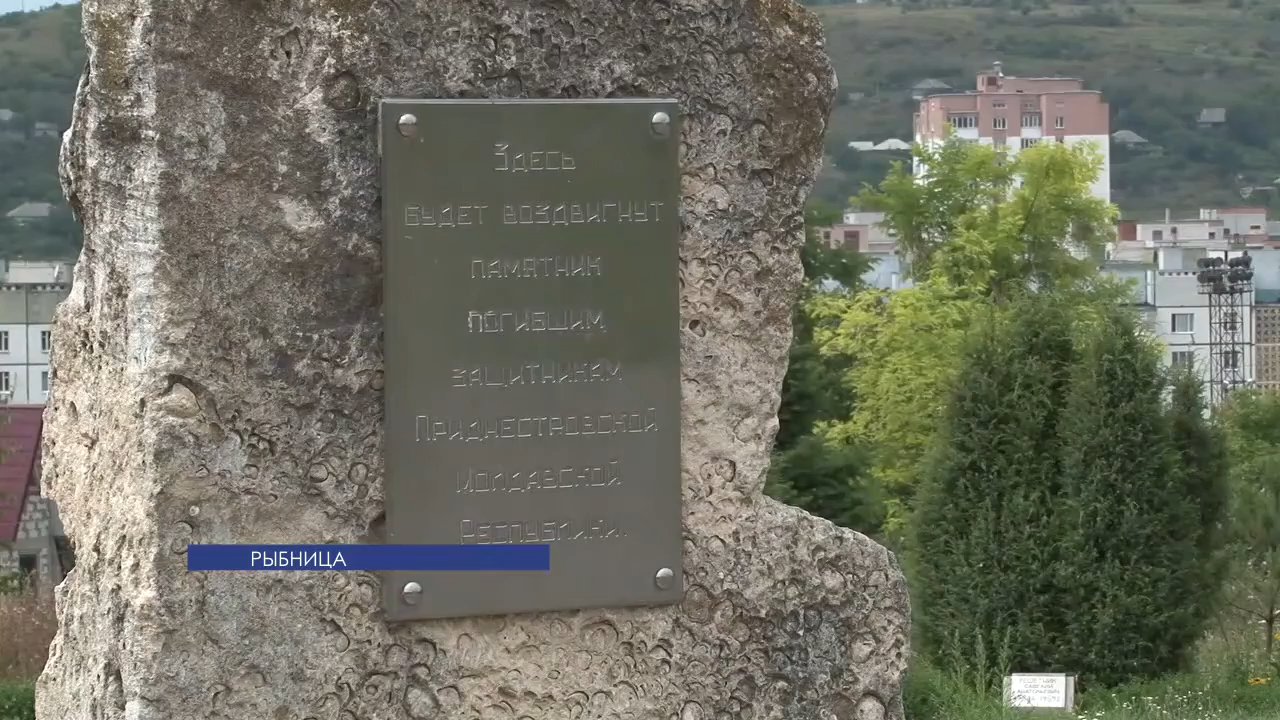 Здесь
будет воздвигнут
памятник
погибшим
защитникам
Приднестровской
Молдавской
Республики.
РЫБНИЦА